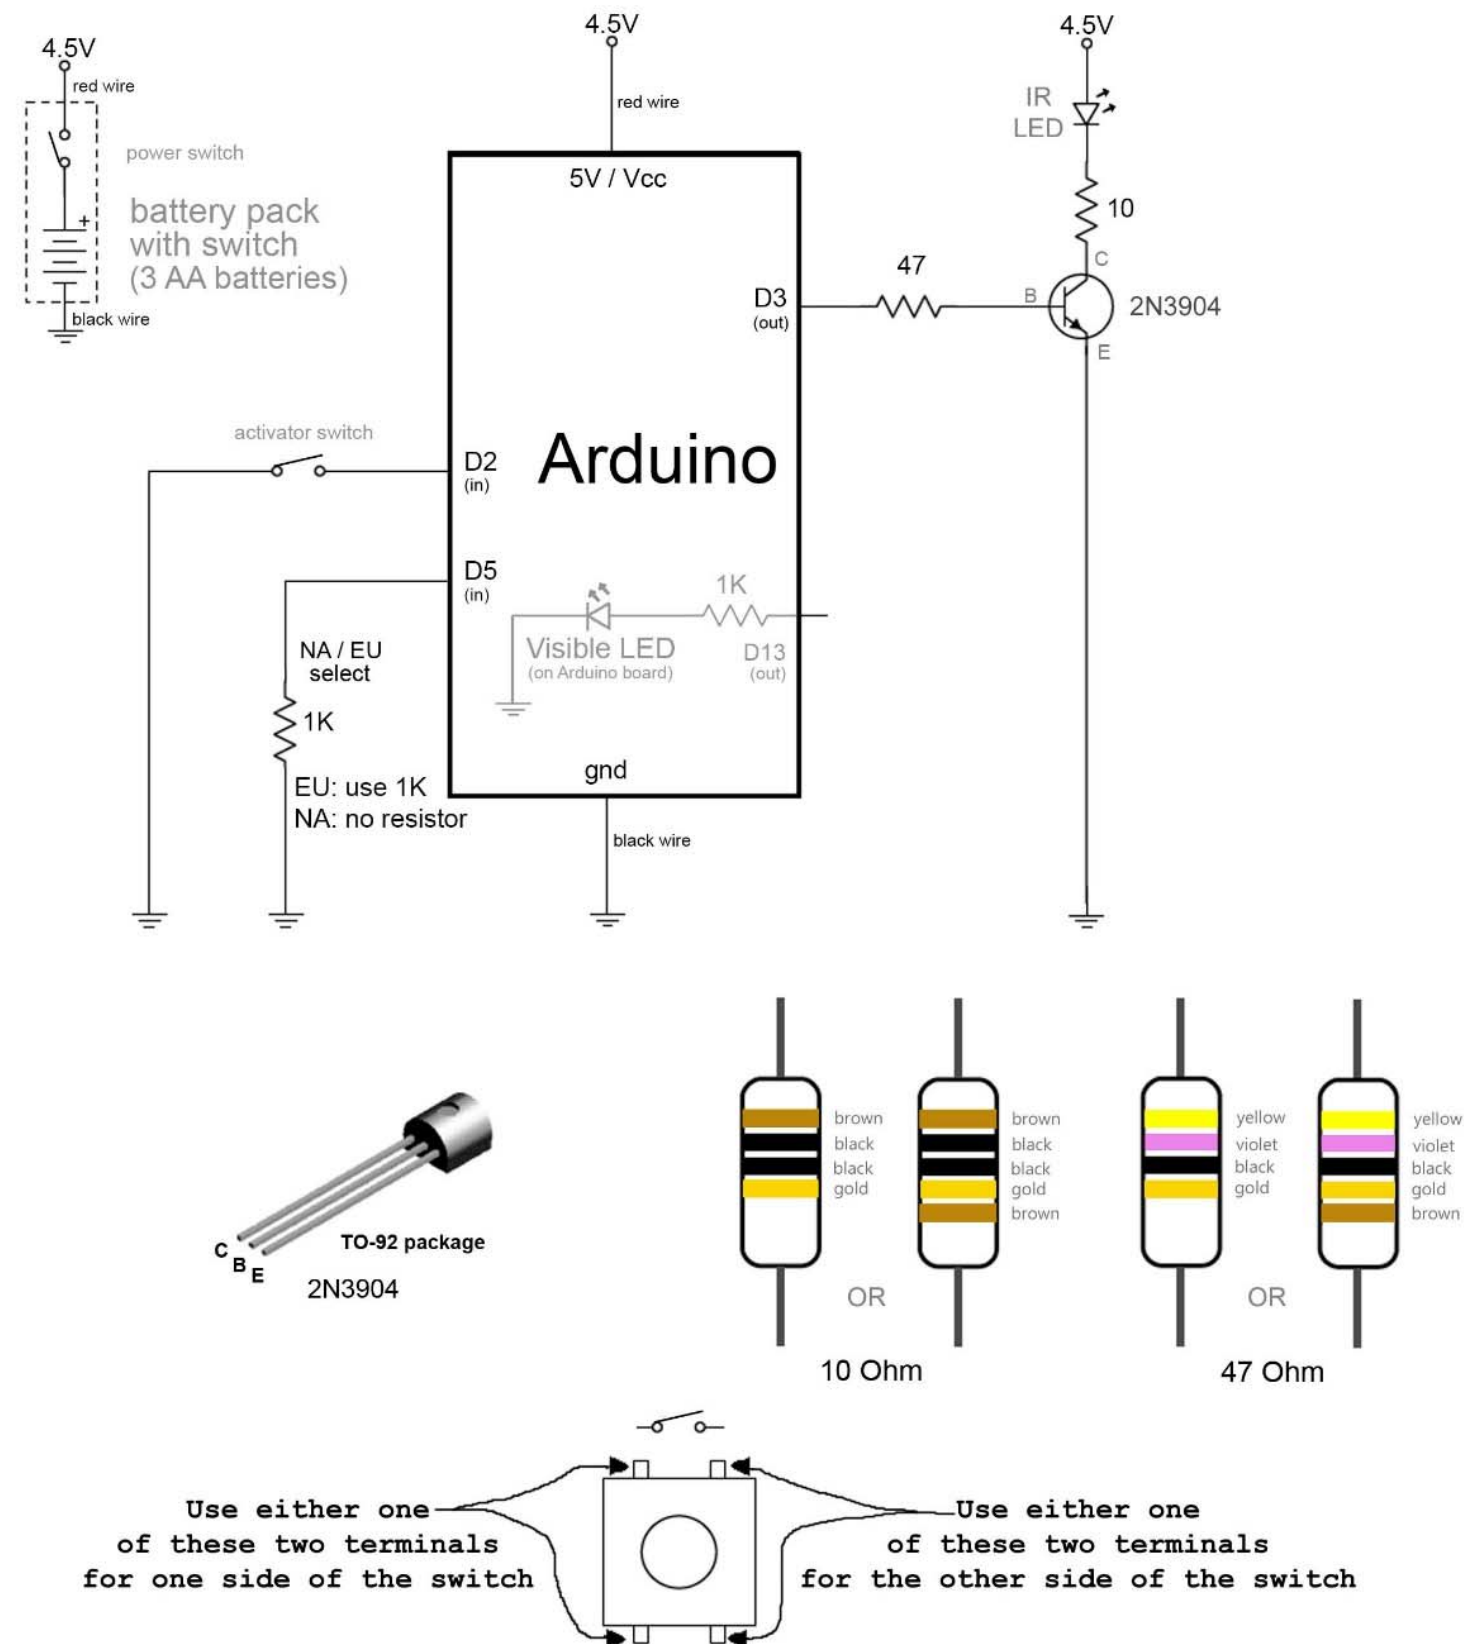 4.5V
red wire
power switch
+
battery pack
with switch
(3 AA batteries)
black wire
4.5V
red wire
5V / Vcc
4.5V
IR
LED
10
C
47
B
2N3904
E
D3
(out)
activator switch
D2
(in)
Arduino
D5
(in)
1K
Visible LED
(on Arduino board)
D13
(out)
NA / EU
select
1K
EU: use 1K
NA: no resistor
gnd
black wire
C
B
E
TO-92 package
2N3904
brown
black
black
gold
brown
black
black
gold
brown
OR
10 Ohm
yellow
violet
black
gold
yellow
violet
black
gold
brown
OR
47 Ohm
Use either one
of these two terminals
for one side of the switch
Use either one
of these two terminals
for the other side of the switch